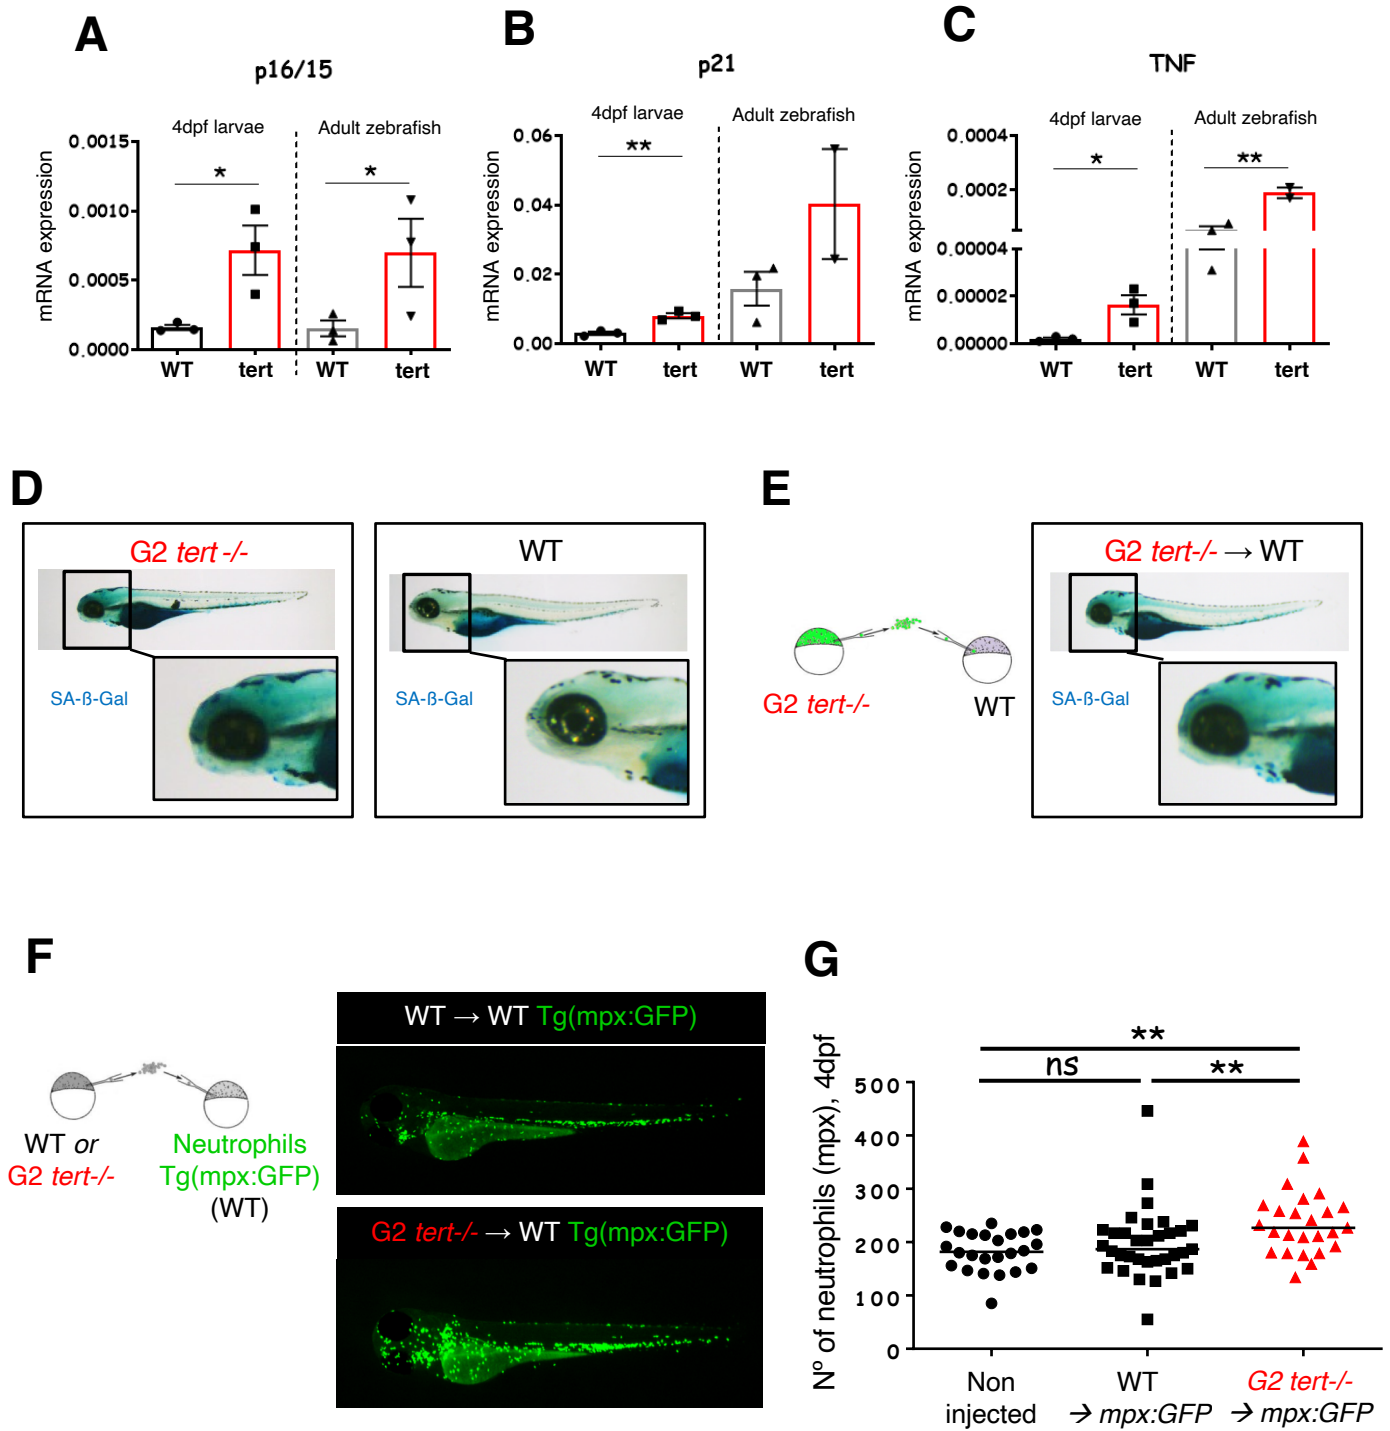 A
p16/15
4dpf larvae
Adult zebrafish
mRNA expression
0.0015
0.0010
0.0005
0.0000
*
*
WT
tert
WT
tert
B
p21
4dpf larvae
Adult zebrafish
mRNA expression
0.06
0.04
0.02
0.00
**
WT
tert
WT
tert
C
TNF
4dpf larvae
Adult zebrafish
mRNA expression
0.0004
0.0002
0.00004
0.00002
0.00000
*
**
WT
tert
WT
tert
D
G2 tert -/-
SA-ß-Gal
WT
SA-ß-Gal
E
G2 tert-/-
WT
G2 tert-/- → WT
SA-ß-Gal
F
WT or
G2 tert-/-
Neutrophils
Tg(mpx:GFP)
(WT)
WT → WT Tg(mpx:GFP)
G2 tert-/- → WT Tg(mpx:GFP)
G
Nº of neutrophils (mpx), 4dpf
500
400
300
200
100
0
**
ns
**
Non
injected
WT
→ mpx:GFP
G2 tert-/-
→ mpx:GFP